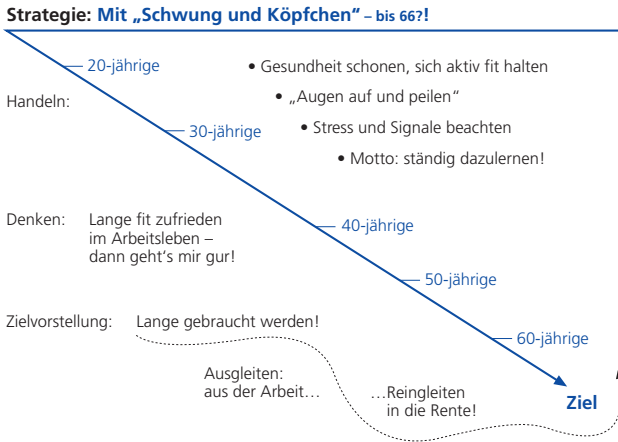 Strategie: Mit „Schwung und Köpfchen“ – bis 66?!
20-jährige
• Gesundheit schonen, sich aktiv fit halten
Handeln:
• „Augen auf und peilen“
30-jährige
• Stress und Signale beachten
• Motto: ständig dazulernen!
Denken: Lange fit zufrieden
im Arbeitsleben –
dann geht's mir gur!
40-jährige
50-jährige
Zielvorstellung: Lange gebraucht werden!
60-jährige
Ausgleiten:
aus der Arbeit…
…Reingleiten
in die Rente!
Ziel